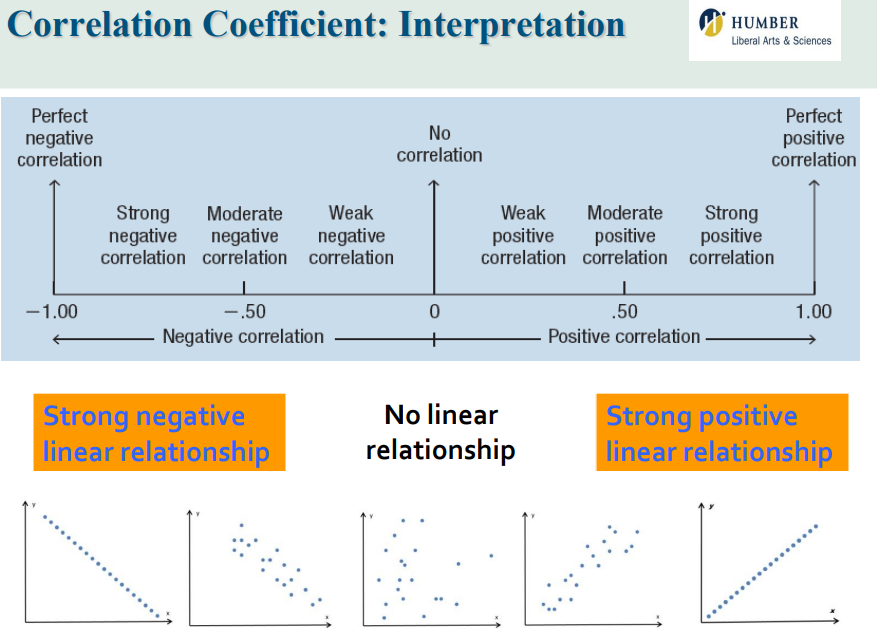 Correlation Coefficient: Interpretation
HUMBER
Liberal Arts & Sciences
Perfect
negative
correlation
No
correlation
Perfect
positive
correlation
Strong
negative
correlation
Moderate
negative
correlation
Weak
negative
correlation
Weak
positive
correlation
Moderate
positive
correlation
Strong
positive
correlation
−1.00
−.50
0
.50
1.00
Negative correlation
Positive correlation
Strong negative
linear relationship
No linear
relationship
Strong positive
linear relationship
y
x
y
x
y
x
y
x
y
x